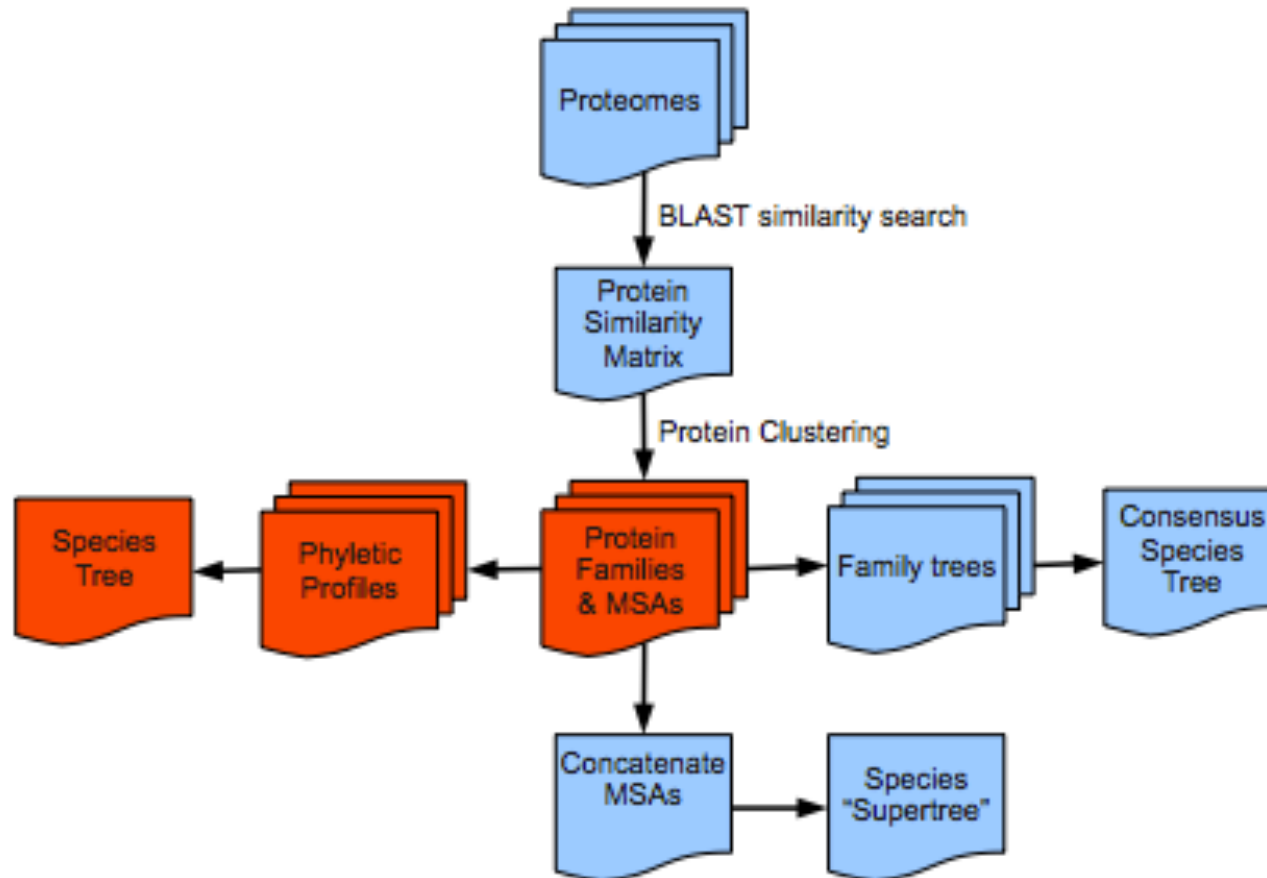 Proteomes
BLAST similarity search
Protein
Similarity
Matrix
Protein Clustering
Species
Tree
Phyletic
Profiles
Protein
Families
& MSAs
Family trees
Consensus
Species
Tree
Concatenate
MSAs
Species
"Supertree"